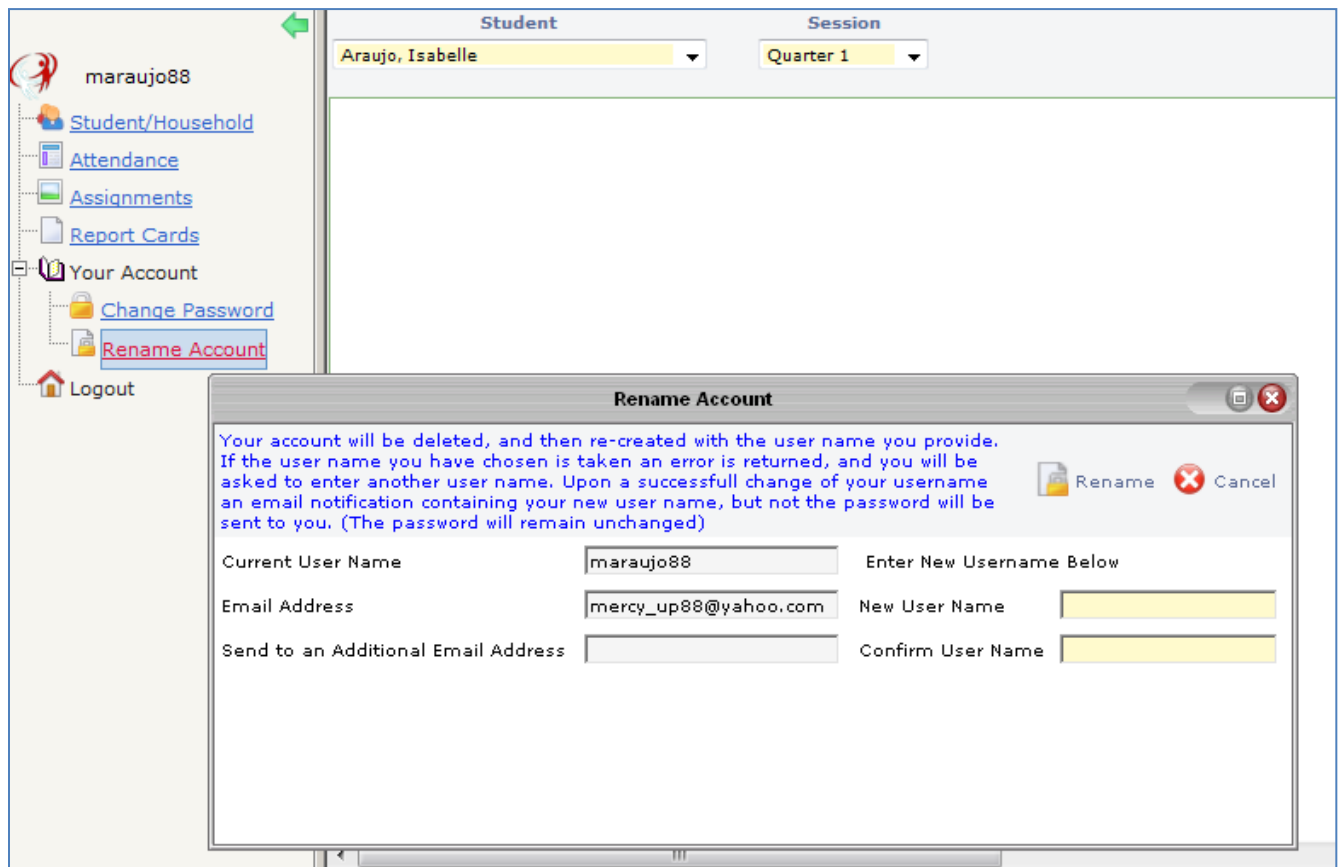 Student Session
Araujo, Isabelle Quarter 1
maraujo88
Student/Household
Attendance
Assignments
Report Cards
Your Account
Change Password
Rename Account
Logout
Rename Account
Your account will be deleted, and then re-created with the user name you provide.
If the user name you have chosen is taken an error is returned, and you will be
asked to enter another user name. Upon a successfull change of your username
an email notification containing your new user name, but not the password will be
sent to you. (The password will remain unchanged)
Rename Cancel
Current User Name maraujo88 Enter New Username Below
Email Address mercy_up88@yahoo.com New User Name
Send to an Additional Email Address Confirm User Name